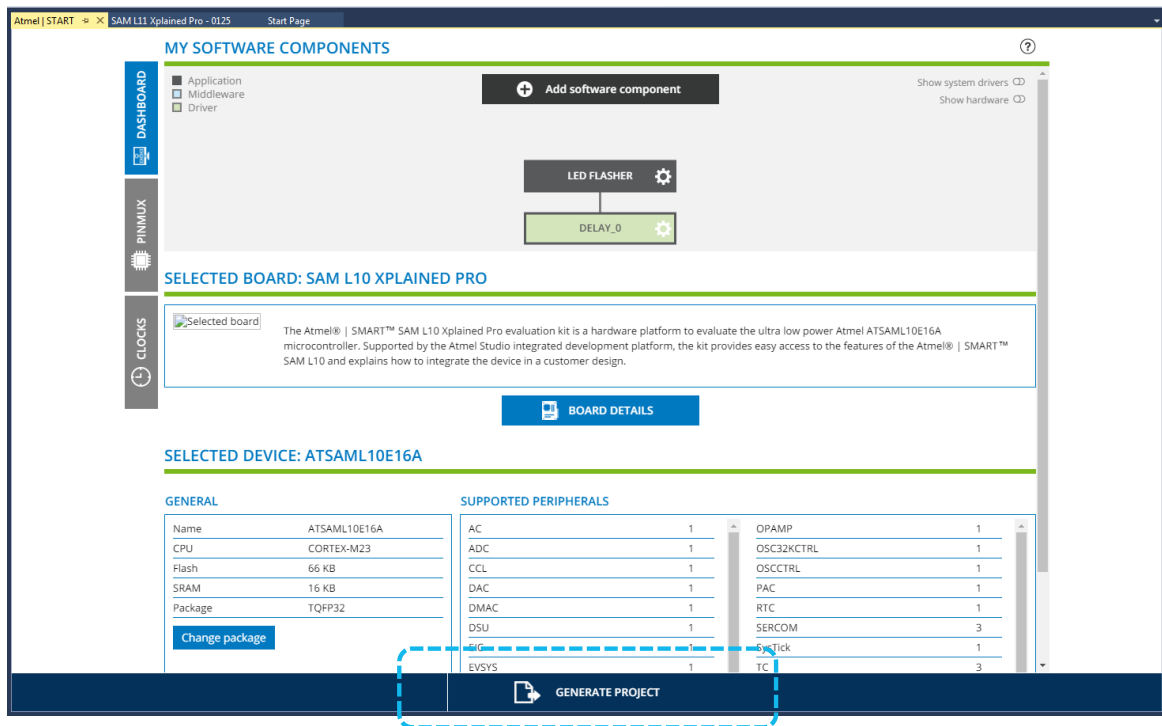 Atmel | START
SAM L11 Xplained Pro - 0125
Start Page
MY SOFTWARE COMPONENTS
?
DASHBOARD
PINMUX
CLOCKS
Application
Middleware
Driver
Add software component
Show system drivers
Show hardware
LED FLASHER
DELAY_0
SELECTED BOARD: SAM L10 XPLAINED PRO
Selected board
The Atmel® | SMART™ SAM L10 Xplained Pro evaluation kit is a hardware platform to evaluate the ultra low power Atmel ATSAML10E16A
microcontroller. Supported by the Atmel Studio integrated development platform, the kit provides easy access to the features of the Atmel® | SMART™
SAM L10 and explains how to integrate the device in a customer design.
BOARD DETAILS
SELECTED DEVICE: ATSAML10E16A
GENERAL
Name ATSAML10E16A
CPU CORTEX-M23
Flash 66 KB
SRAM 16 KB
Package TQFP32
Change package
SUPPORTED PERIPHERALS
AC 1
ADC 1
CCL 1
DAC 1
DMAC 1
DSU 1
EIC 1
EVSYS 1
OPAMP 1
OSC32KCTRL 1
OSCCTRL 1
PAC 1
RTC 1
SERCOM 3
SysTick 1
TC 3
GENERATE PROJECT